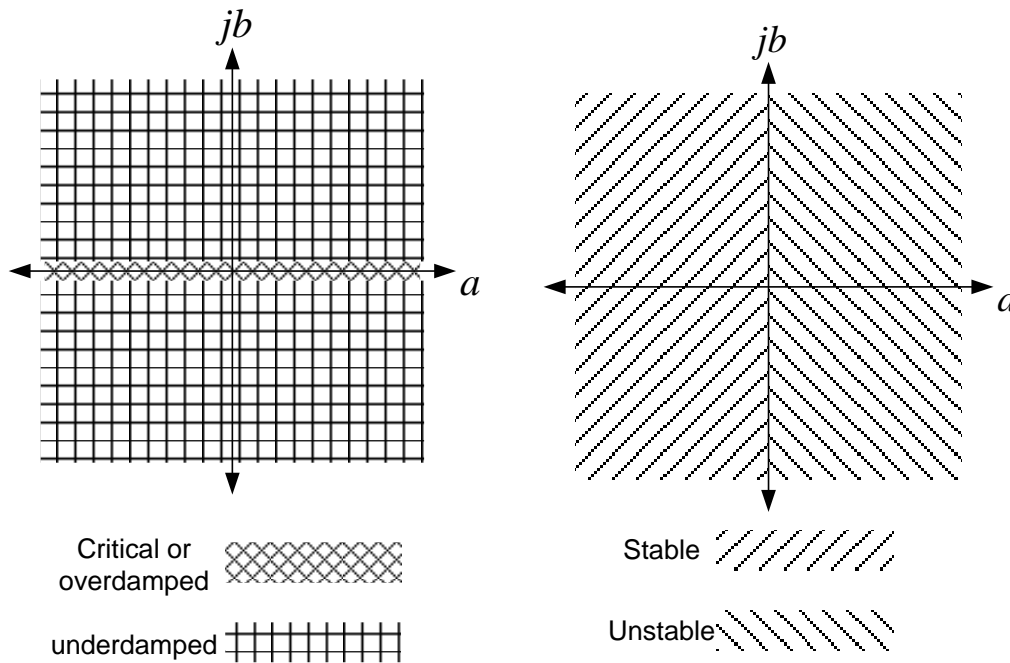 jb
a
Critical or
overdamped
underdamped
jb
a
Stable
Unstable